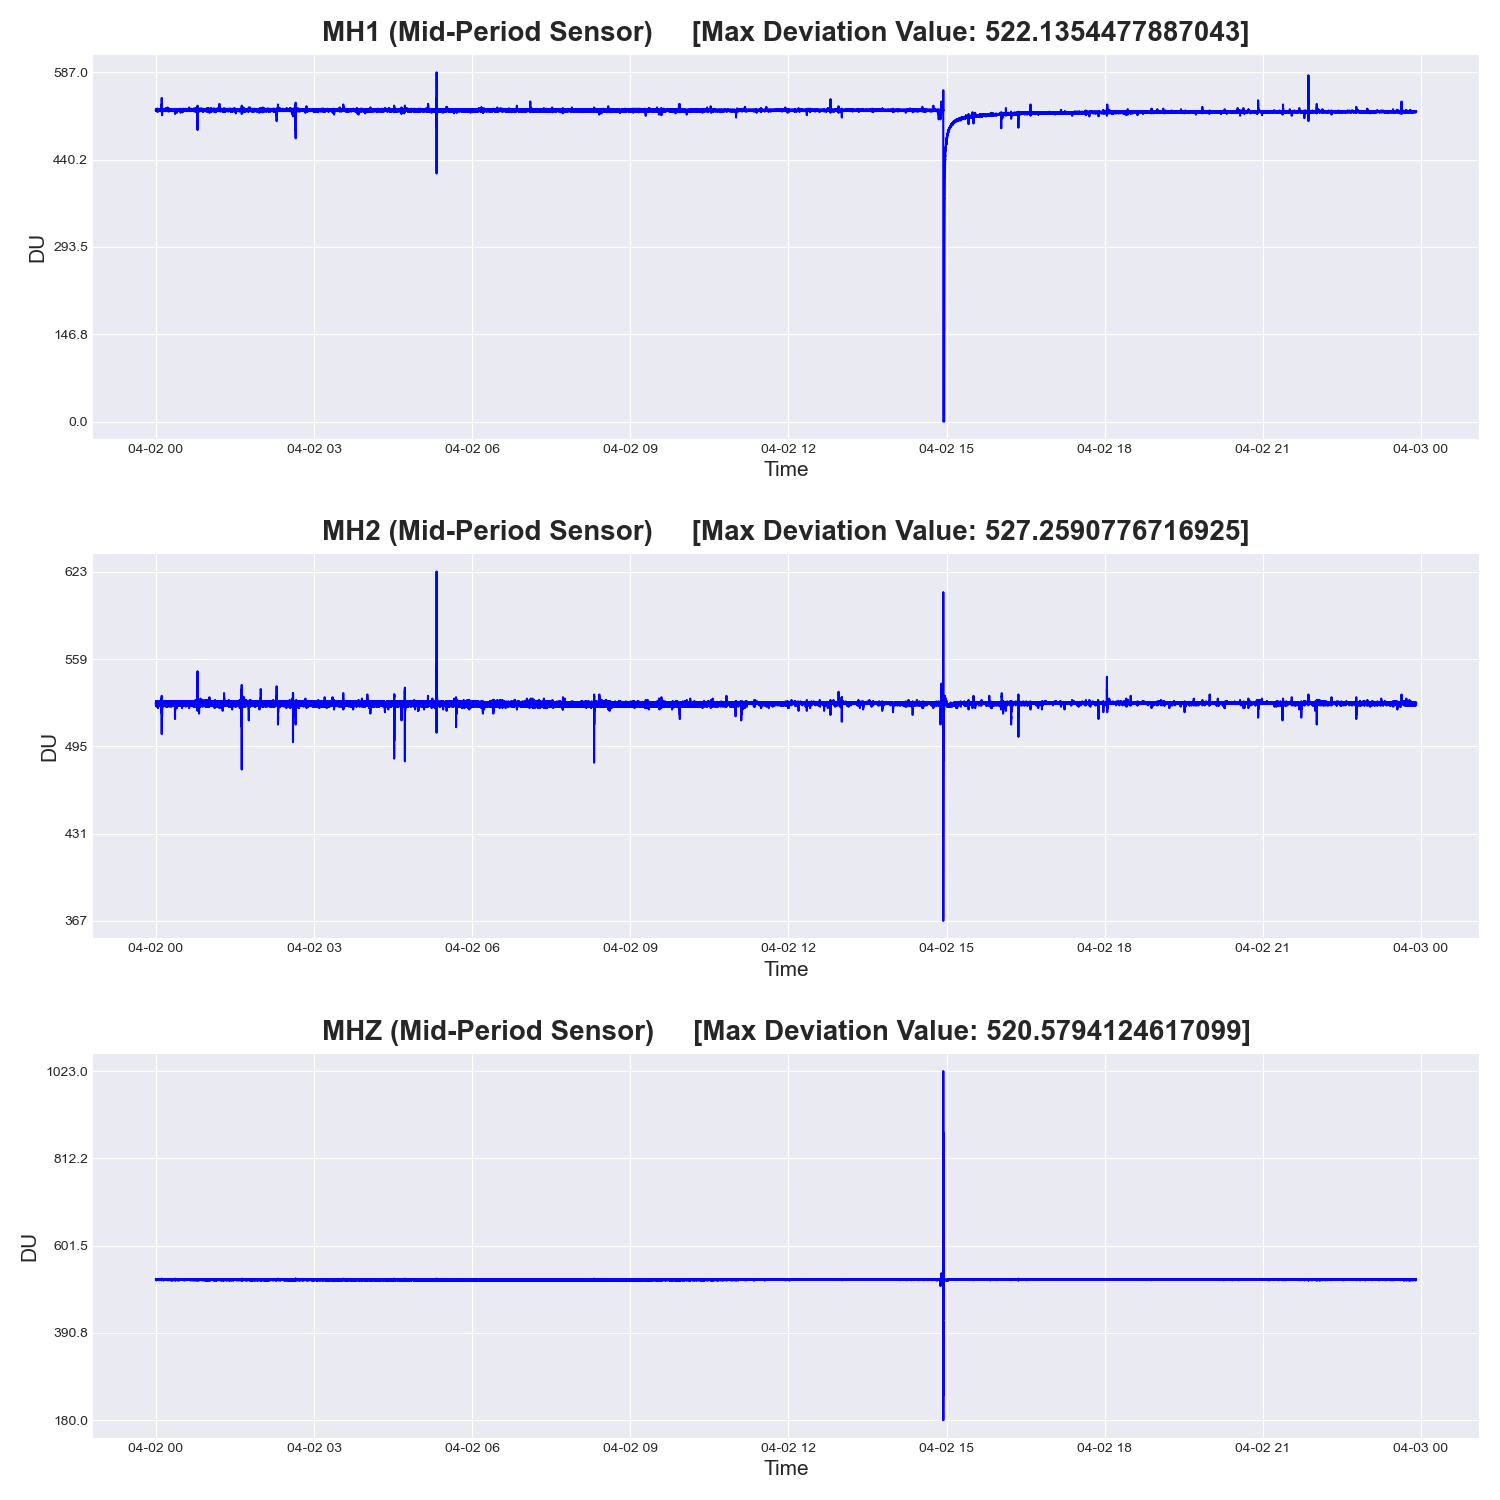 MH1 (Mid-Period Sensor) [Max Deviation Value: 522.1354477887043]
587.0
440.2
293.5
146.8
0.0
DU
04-02 00 04-02 03 04-02 06 04-02 09 04-02 12 04-02 15 04-02 18 04-02 21 04-03 00
Time
MH2 (Mid-Period Sensor) [Max Deviation Value: 527.2590776716925]
623
559
495
431
367
DU
04-02 00 04-02 03 04-02 06 04-02 09 04-02 12 04-02 15 04-02 18 04-02 21 04-03 00
Time
MHZ (Mid-Period Sensor) [Max Deviation Value: 520.5794124617099]
1023.0
812.2
601.5
390.8
180.0
DU
04-02 00 04-02 03 04-02 06 04-02 09 04-02 12 04-02 15 04-02 18 04-02 21 04-03 00
Time